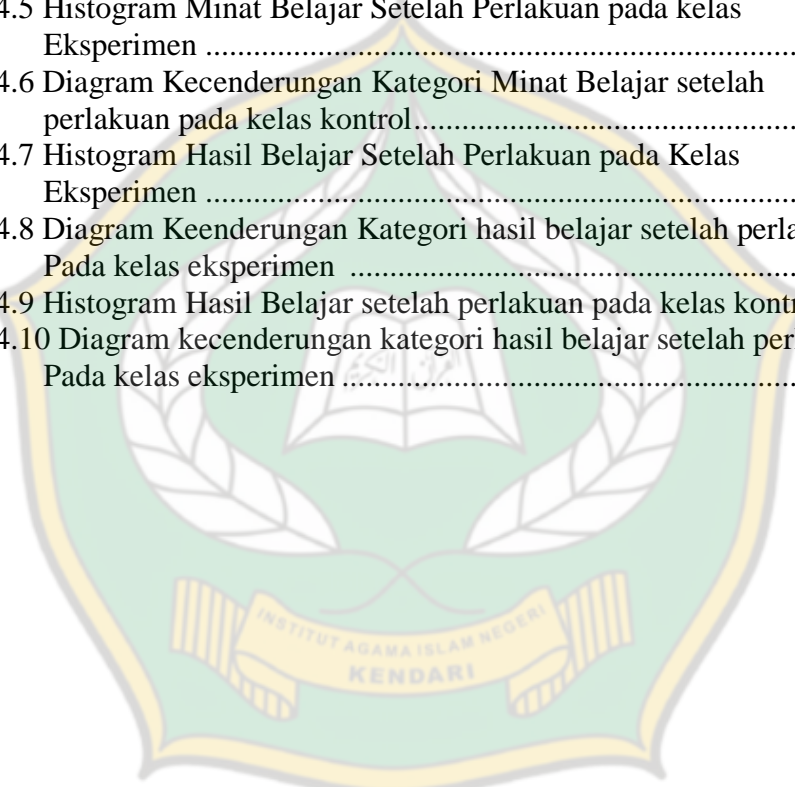 4.5 Histogram Minat Belajar Setelah Perlakuan pada kelas
Eksperimen ................................................................
4.6 Diagram Kecenderungan Kategori Minat Belajar setelah
perlakuan pada kelas kontrol..........................................
4.7 Histogram Hasil Belajar Setelah Perlakuan pada Kelas
Eksperimen ................................................................
4.8 Diagram Keenderungan Kategori hasil belajar setelah perla
Pada kelas eksperimen ................................................
4.9 Histogram Hasil Belajar setelah perlakuan pada kelas kont
4.10 Diagram kecenderungan kategori hasil belajar setelah per
Pada kelas eksperimen ................................................
INSTITUT AGAMA ISLAM NEGERI
KENDARI